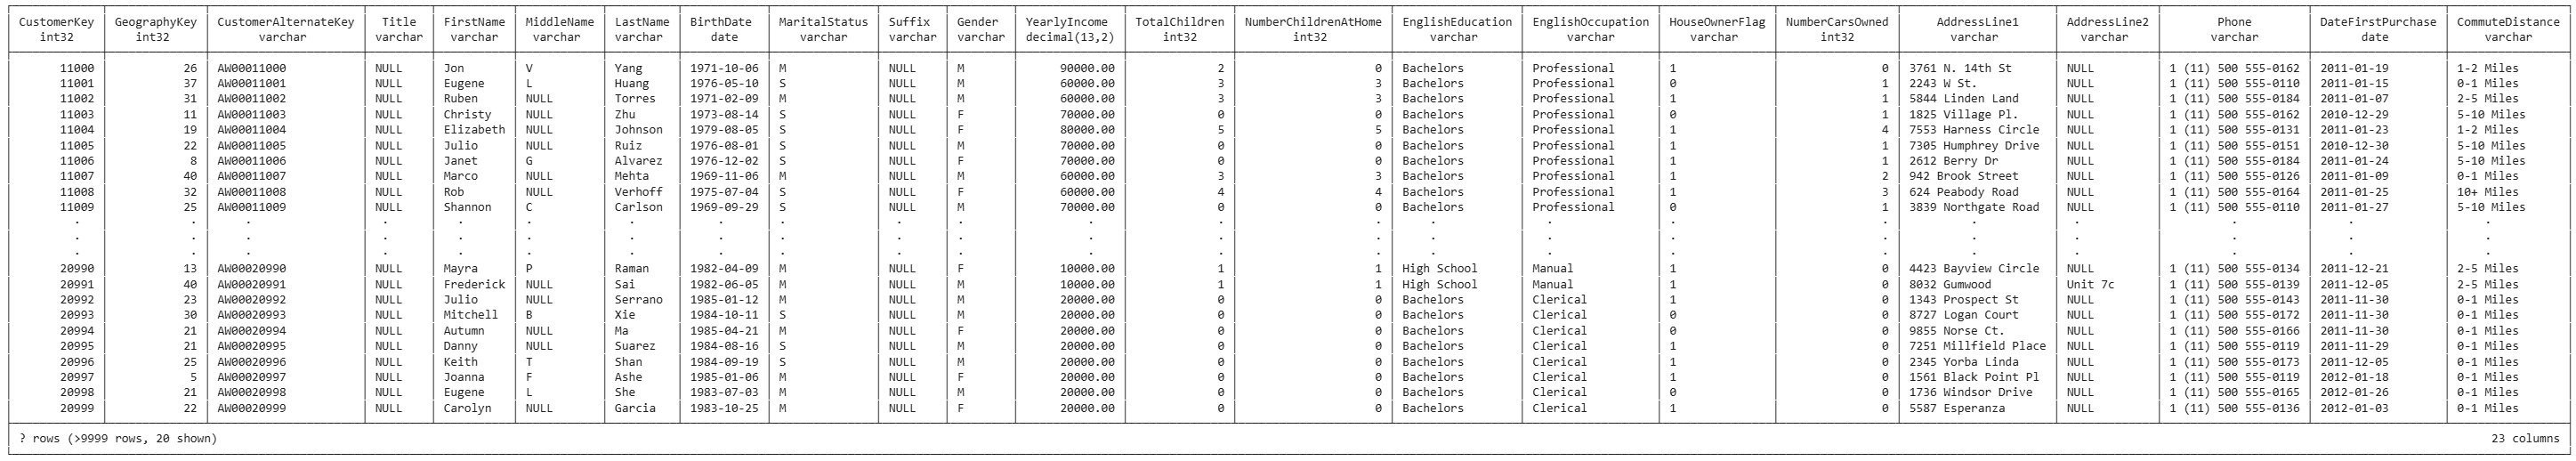 CustomerKey GeographyKey CustomerAlternateKey Title FirstName MiddleName LastName BirthDate MaritalStatus Suffix Gender YearlyIncome TotalChildren NumberChildrenAtHome EnglishEducation EnglishOccupation HouseOwnerFlag NumberCarsOwned AddressLine1 AddressLine2 Phone DateFirstPurchase CommuteDistance
int32 int32 varchar varchar varchar varchar varchar date varchar varchar varchar decimal(13,2) int32 int32 varchar varchar varchar int32 varchar varchar varchar date varchar
11000 26 AW00011000 NULL Jon V Yang 1971-10-06 M NULL M 90000.00 2 0 Bachelors Professional 1 0 3761 N. 14th St NULL 1 (11) 500 555-0162 2011-01-19 1-2 Miles
11001 37 AW00011001 NULL Eugene L Huang 1976-05-10 S NULL M 60000.00 3 3 Bachelors Professional 0 1 2243 W St. NULL 1 (11) 500 555-0110 2011-01-15 0-1 Miles
11002 31 AW00011002 NULL Ruben NULL Torres 1971-02-09 M NULL M 60000.00 3 3 Bachelors Professional 1 1 5844 Linden Land NULL 1 (11) 500 555-0184 2011-01-07 2-5 Miles
11003 11 AW00011003 NULL Christy NULL Zhu 1973-08-14 S NULL F 70000.00 0 0 Bachelors Professional 0 1 1825 Village Pl. NULL 1 (11) 500 555-0162 2010-12-29 5-10 Miles
11004 19 AW00011004 NULL Elizabeth NULL Johnson 1979-08-05 S NULL F 80000.00 5 5 Bachelors Professional 1 4 7553 Harness Circle NULL 1 (11) 500 555-0131 2011-01-23 1-2 Miles
11005 22 AW00011005 NULL Julio NULL Ruiz 1976-08-01 S NULL M 70000.00 0 0 Bachelors Professional 1 1 7305 Humphrey Drive NULL 1 (11) 500 555-0151 2010-12-30 5-10 Miles
11006 8 AW00011006 NULL Janet G Alvarez 1976-12-02 S NULL F 70000.00 0 0 Bachelors Professional 1 1 2612 Berry Dr NULL 1 (11) 500 555-0184 2011-01-24 5-10 Miles
11007 40 AW00011007 NULL Marco NULL Mehta 1969-11-06 M NULL M 60000.00 3 3 Bachelors Professional 1 2 942 Brook Street NULL 1 (11) 500 555-0126 2011-01-09 0-1 Miles
11008 32 AW00011008 NULL Rob NULL Verhoff 1975-07-04 S NULL F 60000.00 4 4 Bachelors Professional 1 3 624 Peabody Road NULL 1 (11) 500 555-0164 2011-01-25 10+ Miles
11009 25 AW00011009 NULL Shannon C Carlson 1969-09-29 S NULL M 70000.00 0 0 Bachelors Professional 0 1 3839 Northgate Road NULL 1 (11) 500 555-0110 2011-01-27 5-10 Miles
. . . . . . . . . . . . . . . . . . . . . . .
. . . . . . . . . . . . . . . . . . . . . . .
. . . . . . . . . . . . . . . . . . . . . . .
20990 13 AW00020990 NULL Mayra P Raman 1982-04-09 M NULL F 10000.00 1 1 High School Manual 1 0 4423 Bayview Circle NULL 1 (11) 500 555-0134 2011-12-21 2-5 Miles
20991 40 AW00020991 NULL Frederick NULL Sai 1982-06-05 M NULL M 10000.00 1 1 High School Manual 1 0 8032 Gumwood Unit 7c 1 (11) 500 555-0139 2011-12-05 2-5 Miles
20992 23 AW00020992 NULL Julio NULL Serrano 1985-01-12 M NULL M 20000.00 0 0 Bachelors Clerical 1 0 1343 Prospect St NULL 1 (11) 500 555-0143 2011-11-30 0-1 Miles
20993 30 AW00020993 NULL Mitchell B Xie 1984-10-11 S NULL M 20000.00 0 0 Bachelors Clerical 0 0 8727 Logan Court NULL 1 (11) 500 555-0172 2011-11-30 0-1 Miles
20994 21 AW00020994 NULL Autumn NULL Ma 1985-04-21 M NULL F 20000.00 0 0 Bachelors Clerical 0 0 9855 Norse Ct. NULL 1 (11) 500 555-0166 2011-11-30 0-1 Miles
20995 21 AW00020995 NULL Danny NULL Suarez 1984-08-16 S NULL M 20000.00 0 0 Bachelors Clerical 1 0 7251 Millfield Place NULL 1 (11) 500 555-0119 2011-11-29 0-1 Miles
20996 25 AW00020996 NULL Keith T Shan 1984-09-19 S NULL M 20000.00 0 0 Bachelors Clerical 1 0 2345 Yorba Linda NULL 1 (11) 500 555-0173 2011-12-05 0-1 Miles
20997 5 AW00020997 NULL Joanna F Ashe 1985-01-06 M NULL F 20000.00 0 0 Bachelors Clerical 1 0 1561 Black Point Pl NULL 1 (11) 500 555-0119 2012-01-18 0-1 Miles
20998 21 AW00020998 NULL Eugene L She 1983-07-03 M NULL M 20000.00 0 0 Bachelors Clerical 0 0 1736 Windsor Drive NULL 1 (11) 500 555-0165 2012-01-26 0-1 Miles
20999 22 AW00020999 NULL Carolyn NULL Garcia 1983-10-25 M NULL F 20000.00 0 0 Bachelors Clerical 1 0 5587 Esperanza NULL 1 (11) 500 555-0136 2012-01-03 0-1 Miles
? rows (>9999 rows, 20 shown) 23 columns